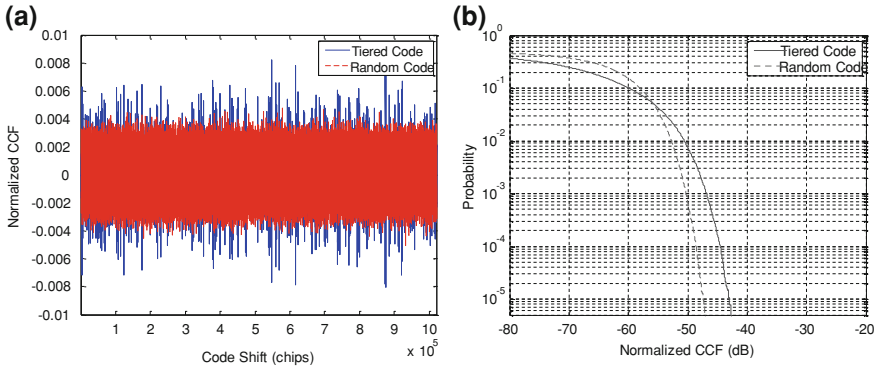 (a)
0.01
0.008
0.006
0.004
0.002
0
-0.002
-0.004
-0.006
-0.008
-0.01
Normalized CCF
Tiered Code
Random Code
1 2 3 4 5 6 7 8 9 10
x 10^5
Code Shift (chips)
(b)
10^0
10^-1
10^-2
10^-3
10^-4
10^-5
Probability
Tiered Code
Random Code
-80 -70 -60 -50 -40 -30 -20
Normalized CCF (dB)